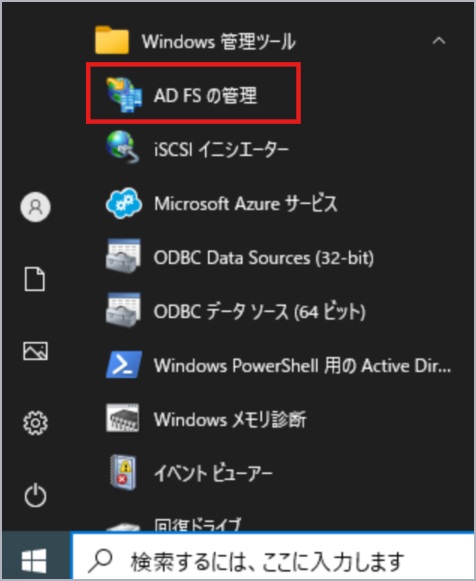 Windows 管理ツール
AD FS の管理
iSCSI イニシエーター
Microsoft Azure サービス
ODBC Data Sources (32-bit)
ODBC データ ソース (64 ビット)
Windows PowerShell 用の Active Dir...
Windows メモリ診断
イベント ビューアー
回復ドライブ
検索するには、ここに入力します